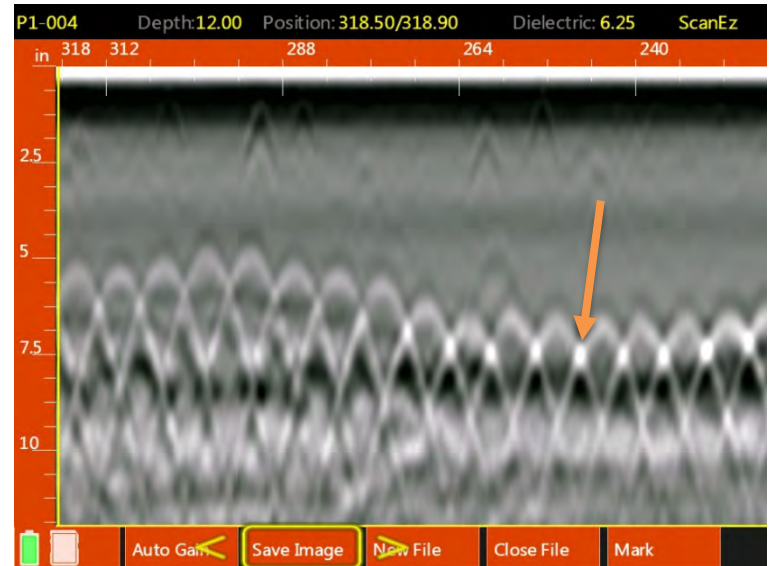 P1-004 Depth:12.00 Position: 318.50/318.90 Dielectric: 6.25 ScanEz
in 318 312 288 264 240
2.5
5
7.5
10
Auto Gain < Save Image > New File Close File Mark